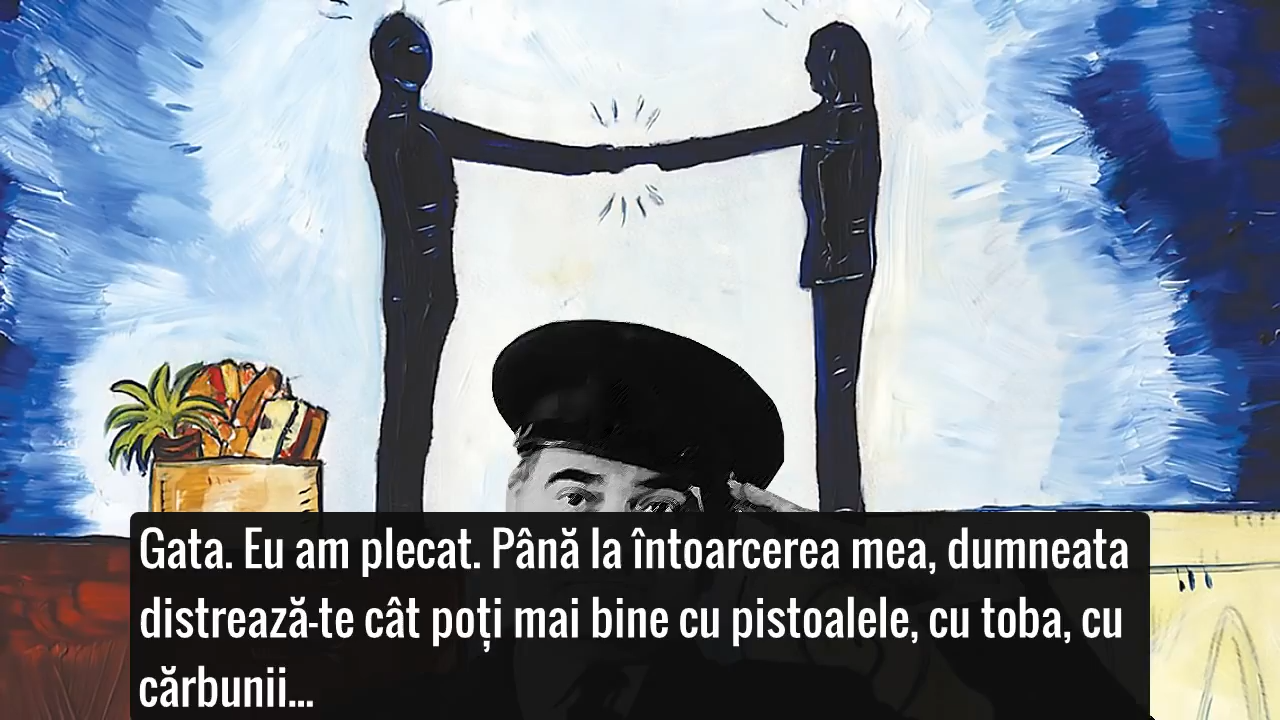 Gata. Eu am plecat. Până la întoarcerea mea, dumneata
distrează-te cât poți mai bine cu pistoalele, cu toba, cu
cărbunii...